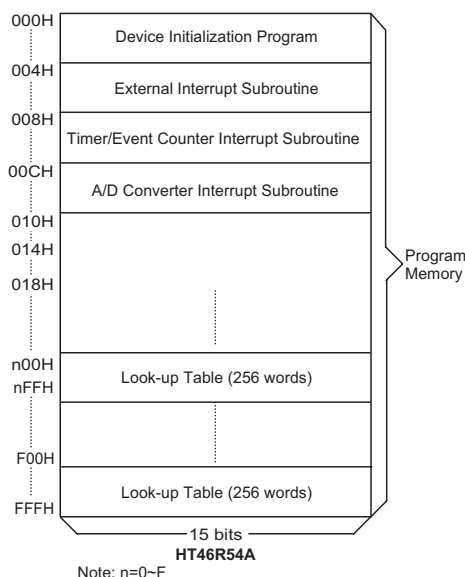 000H
Device Initialization Program
004H
External Interrupt Subroutine
008H
Timer/Event Counter Interrupt Subroutine
00CH
A/D Converter Interrupt Subroutine
010H
014H
018H
Program
Memory
n00H
Look-up Table (256 words)
nFFH
F00H
Look-up Table (256 words)
FFFH
15 bits
HT46R54A
Note: n=0~F